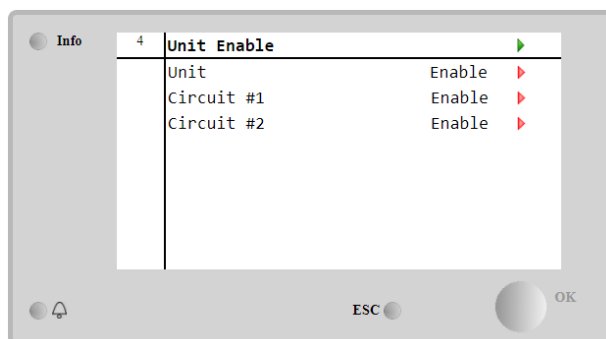 Info
4 Unit Enable
Unit Enable
Circuit #1 Enable
Circuit #2 Enable
ESC
OK